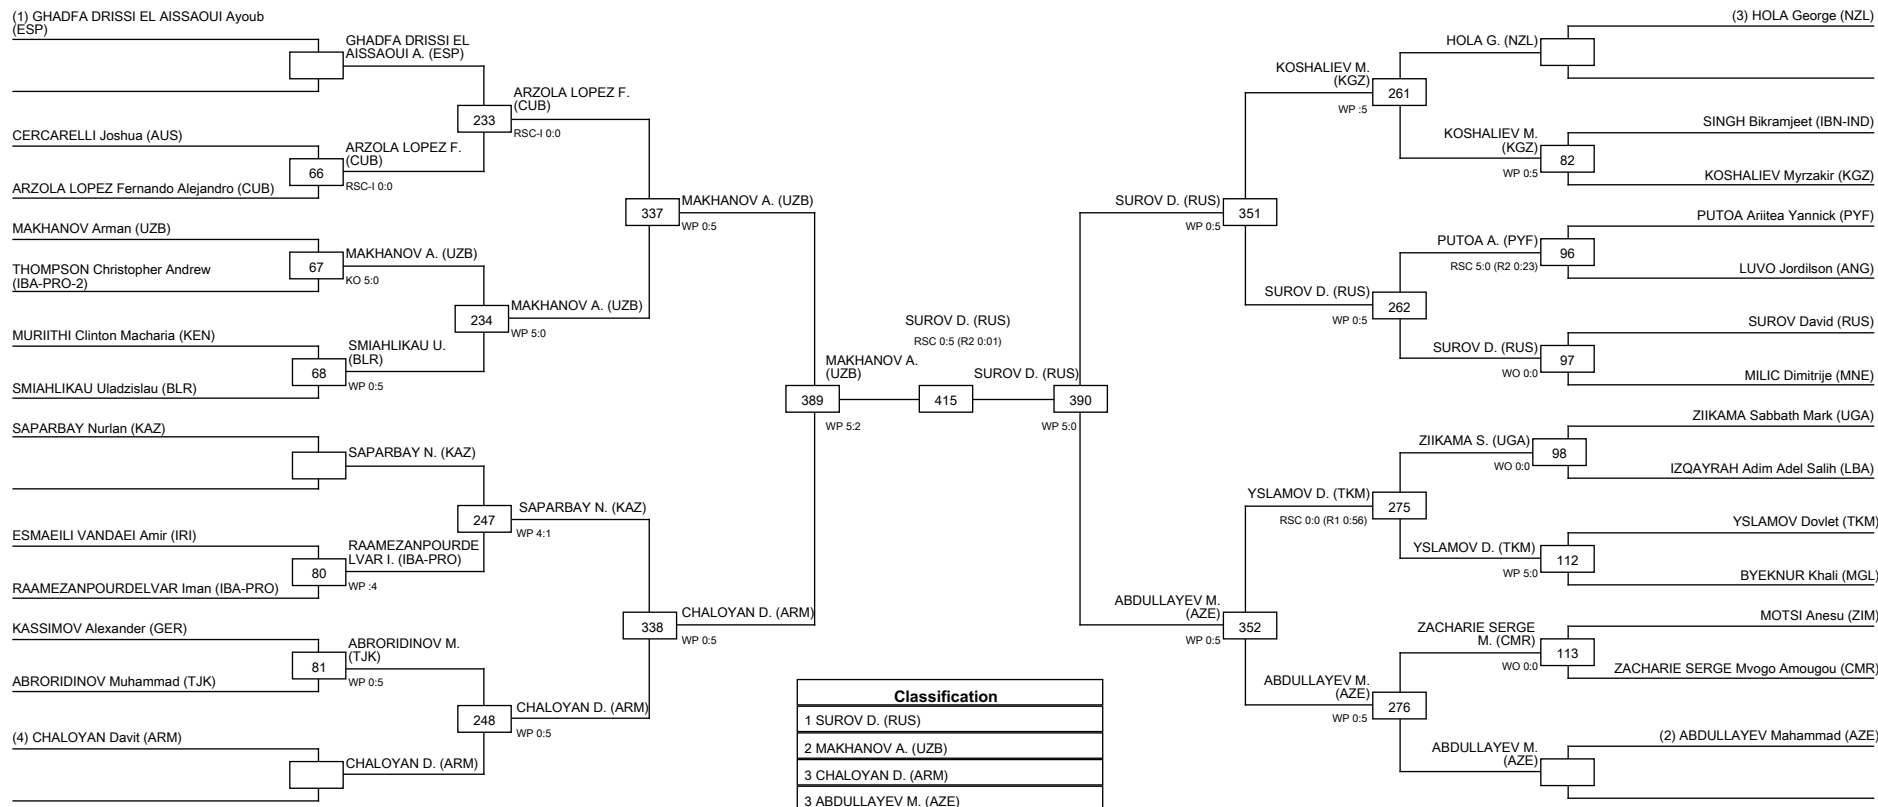 (1) GHADFA DRISSI EL AISSAOUI Ayoub
(ESP)
GHADFA DRISSI EL
AISSAOUI A. (ESP)
ARZOLA LOPEZ F.
(CUB)
233
RSC-I 0:0
CERCARELLI Joshua (AUS)
ARZOLA LOPEZ F.
(CUB)
66
RSC-I 0:0
ARZOLA LOPEZ Fernando Alejandro (CUB)
337
MAKHANOV A. (UZB)
WP 0:5
MAKHANOV Arman (UZB)
67
MAKHANOV A. (UZB)
KO 5:0
THOMPSON Christopher Andrew
(IBA-PRO-2)
234
MAKHANOV A. (UZB)
WP 5:0
MURIITHI Clinton Macharia (KEN)
SMIAHLIKAU U.
(BLR)
68
WP 0:5
SMIAHLIKAU Uladzislau (BLR)
389
MAKHANOV A.
(UZB)
WP 5:2
SAPARBAY Nurlan (KAZ)
SAPARBAY N. (KAZ)
247
SAPARBAY N. (KAZ)
WP 4:1
ESMAEILI VANDAEI Amir (IRI)
RAAMEZANPOURDE
LVAR I. (IBA-PRO)
80
WP :4
RAAMEZANPOURDELVAR Iman (IBA-PRO)
338
CHALOYAN D. (ARM)
WP 0:5
KASSIMOV Alexander (GER)
ABRORIDINOV M.
(TJK)
81
WP 0:5
ABRORIDINOV Muhammad (TJK)
248
CHALOYAN D. (ARM)
WP 0:5
(4) CHALOYAN Davit (ARM)
CHALOYAN D. (ARM)
SUROV D. (RUS)
RSC 0:5 (R2 0:01)
415
SUROV D. (RUS)
390
WP 5:0
Classification
1 SUROV D. (RUS)
2 MAKHANOV A. (UZB)
3 CHALOYAN D. (ARM)
3 ABDULLAYEV M. (AZE)
(3) HOLA George (NZL)
HOLA G. (NZL)
KOSHALIEV M.
(KGZ)
261
WP :5
SINGH Bikramjeet (IBN-IND)
KOSHALIEV M.
(KGZ)
82
WP 0:5
KOSHALIEV Myrzakir (KGZ)
SUROV D. (RUS)
351
WP 0:5
PUTOA Ariitea Yannick (PYF)
PUTOA A. (PYF)
96
RSC 5:0 (R2 0:23)
LUVO Jordilson (ANG)
SUROV D. (RUS)
262
WP 0:5
SUROV David (RUS)
SUROV D. (RUS)
97
WO 0:0
MILIC Dimitrije (MNE)
ZIIKAMA Sabbath Mark (UGA)
ZIIKAMA S. (UGA)
98
WO 0:0
IZQAYRAH Adim Adel Salih (LBA)
YSLAMOV D. (TKM)
275
RSC 0:0 (R1 0:56)
YSLAMOV Dovlet (TKM)
YSLAMOV D. (TKM)
112
WP 5:0
BYEKNUR Khali (MGL)
ABDULLAYEV M.
(AZE)
352
WP 0:5
MOTSI Anesu (ZIM)
ZACHARIE SERGE
M. (CMR)
113
WO 0:0
ZACHARIE SERGE Mvogo Amougou (CMR)
ABDULLAYEV M.
(AZE)
276
WP 0:5
(2) ABDULLAYEV Mahammad (AZE)
ABDULLAYEV M.
(AZE)